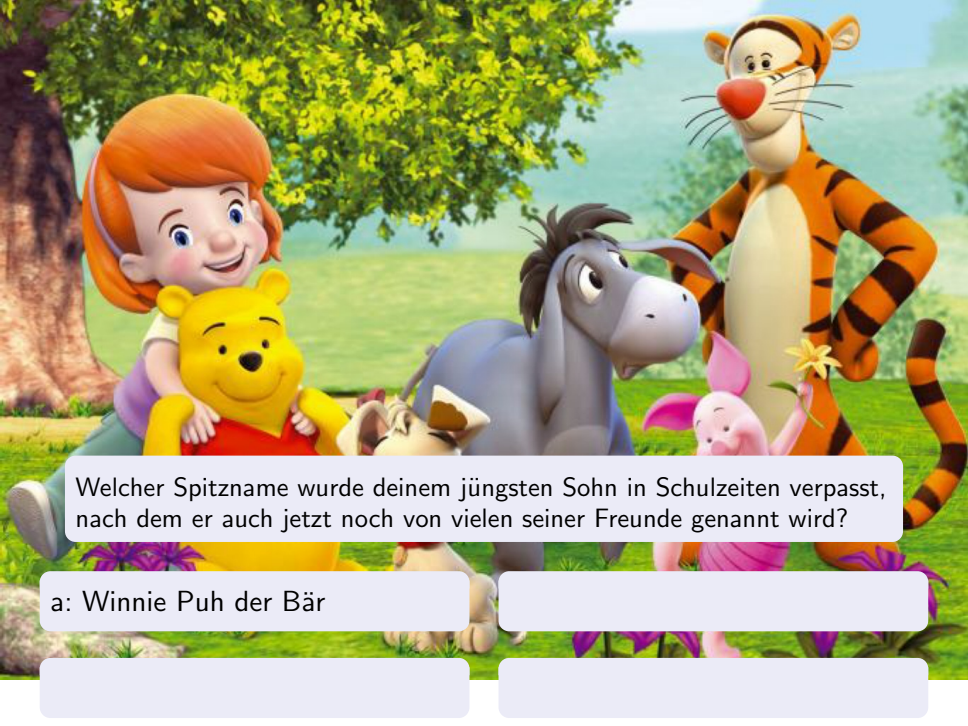 Welcher Spitzname wurde deinem jüngsten Sohn in Schulzeiten verpasst,
nach dem er auch jetzt noch von vielen seiner Freunde genannt wird?
a: Winnie Puh der Bär